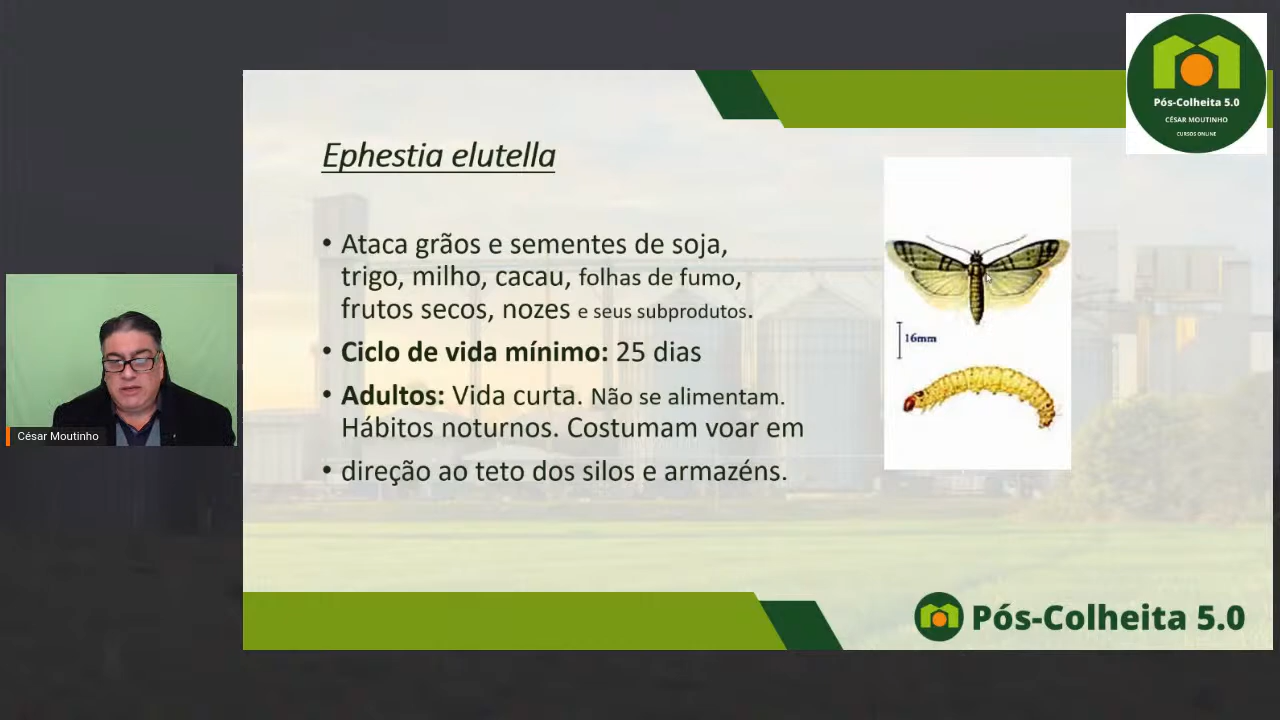 Pós-Colheita 5.0
CÉSAR MOUTINHO
CURSOS ONLINE
Ephestia elutella
• Ataca grãos e sementes de soja,
trigo, milho, cacau, folhas de fumo,
frutos secos, nozes e seus subprodutos.
• Ciclo de vida mínimo: 25 dias
• Adultos: Vida curta. Não se alimentam.
Hábitos noturnos. Costumam voar em
• direção ao teto dos silos e armazéns.
16mm
César Moutinho
Pós-Colheita 5.0